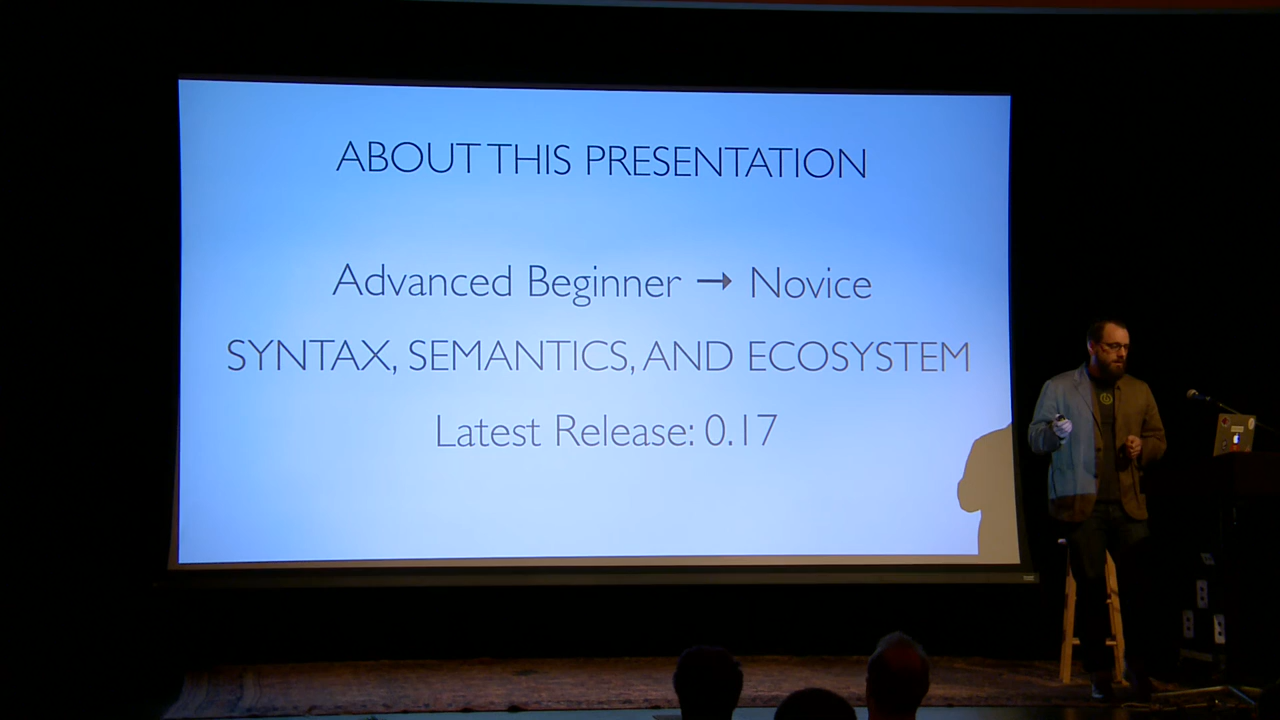 ABOUT THIS PRESENTATION
Advanced Beginner → Novice
SYNTAX, SEMANTICS, AND ECOSYSTEM
Latest Release: 0.17